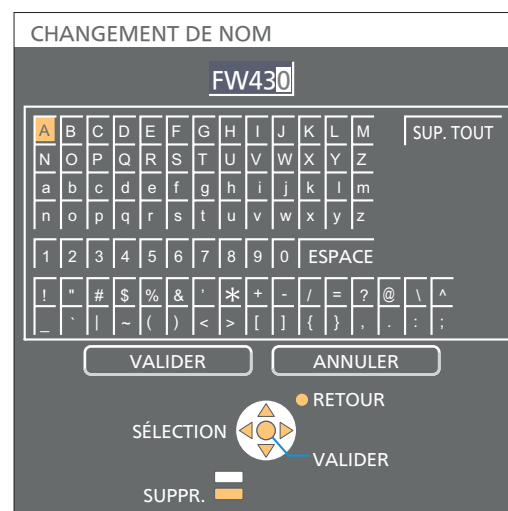 CHANGEMENT DE NOM
FW430
A B C D E F G H I J K L M SUP. TOUT
N O P Q R S T U V W X Y Z
a b c d e f g h i j k l m
n o p q r s t u v w x y z
1 2 3 4 5 6 7 8 9 0 ESPACE
! " # $ % & ' * + - / = ? @ \ ^
_ ` | ~ ( ) < > [ ] { } , . : ;
VALIDER ANNULER
RETOUR
SÉLECTION
VALIDER
SUPPR.